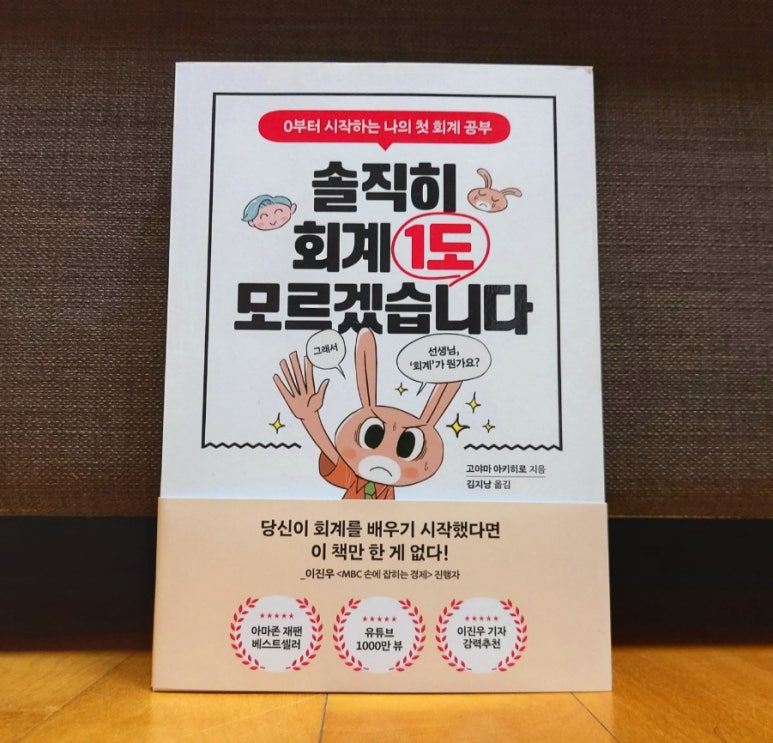 0부터 시작하는 나의 첫 회계 공부
솔직히
회계 1도
모르겠습니다
그래서
선생님,
'회계'가 뭔가요?
고야마 아키히로 지음
김지낭 옮김
당신이 회계를 배우기 시작했다면
이 책만 한 게 없다!
_이진우 <MBC 손에 잡히는 경제> 진행자
아마존 재팬
베스트셀러
유튜브
1000만 뷰
이진우 기자
강력추천